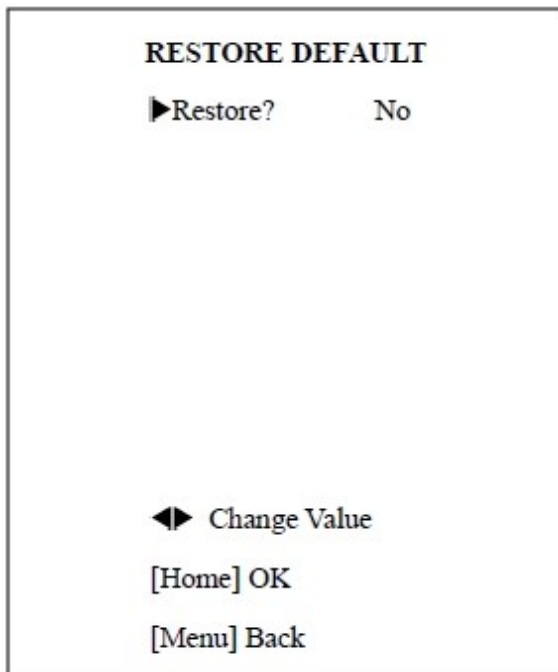 RESTORE DEFAULT
▶Restore? No
◀▶ Change Value
[Home] OK
[Menu] Back